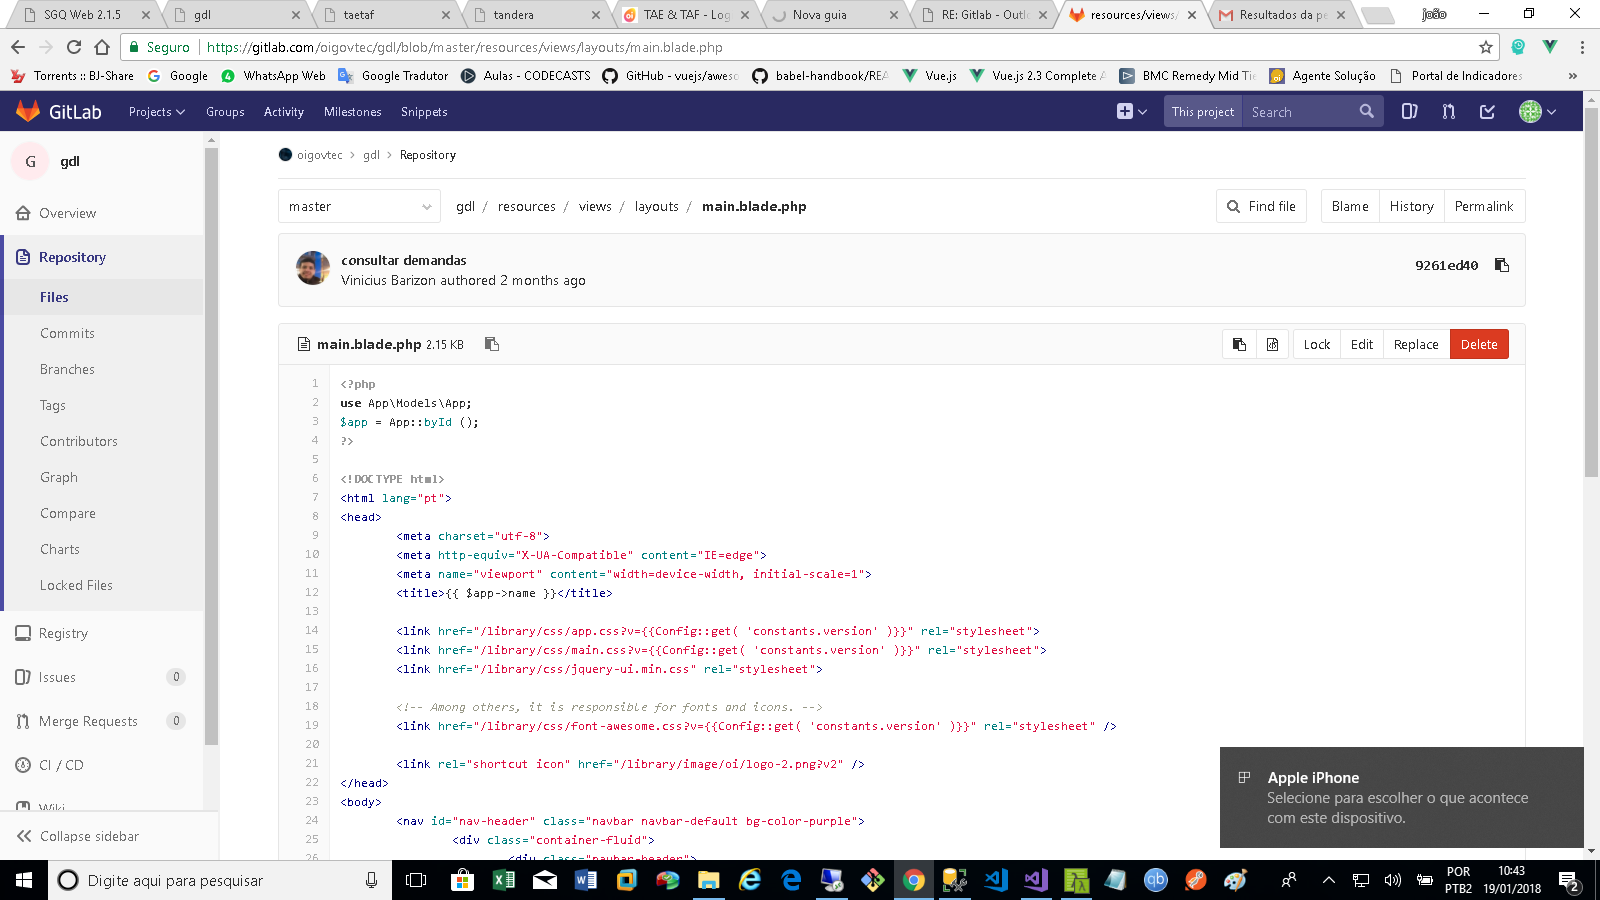 SGQ Web 2.1.5
gdl
taetaf
tandera
TAE & TAF - Log
Nova guia
RE: Gitlab - Outlo
resources/views/
Resultados da pe
joão
Seguro
https://gitlab.com/oigovtec/gdl/blob/master/resources/views/layouts/main.blade.php
Torrents :: BJ-Share
Google
WhatsApp Web
Google Tradutor
Aulas - CODECASTS
GitHub - vuejs/aweso
babel-handbook/REA
Vue.js
Vue.js 2.3 Complete A
BMC Remedy Mid Tie
Agente Solução
Portal de Indicadores
»
GitLab
Projects
Groups
Activity
Milestones
Snippets
This project
Search
G
gdl
Overview
Repository
Files
Commits
Branches
Tags
Contributors
Graph
Compare
Charts
Locked Files
Registry
Issues 0
Merge Requests 0
CI / CD
Wiki
Collapse sidebar
oigovtec > gdl > Repository
master
gdl / resources / views / layouts / main.blade.php
Find file
Blame
History
Permalink
consultar demandas
Vinicius Barizon authored 2 months ago
9261ed40
main.blade.php 2.15 KB
Lock
Edit
Replace
Delete
1 <?php
2 use App\Models\App;
3 $app = App::byId ();
4 ?>
5
6 <!DOCTYPE html>
7 <html lang="pt">
8 <head>
9 <meta charset="utf-8">
10 <meta http-equiv="X-UA-Compatible" content="IE=edge">
11 <meta name="viewport" content="width=device-width, initial-scale=1">
12 <title>{{ $app->name }}</title>
13
14 <link href="/library/css/app.css?v={{Config::get( 'constants.version' )}}" rel="stylesheet">
15 <link href="/library/css/main.css?v={{Config::get( 'constants.version' )}}" rel="stylesheet">
16 <link href="/library/css/jquery-ui.min.css" rel="stylesheet">
17
18 <!-- Among others, it is responsible for fonts and icons. -->
19 <link href="/library/css/font-awesome.css?v={{Config::get( 'constants.version' )}}" rel="stylesheet" />
20
21 <link rel="shortcut icon" href="/library/image/oi/logo-2.png?v2" />
22 </head>
23 <body>
24 <nav id="nav-header" class="navbar navbar-default bg-color-purple">
25 <div class="container-fluid">
26 <div class="navbar-header">
Apple iPhone
Selecione para escolher o que acontece
com este dispositivo.
Digite aqui para pesquisar
POR
PTB2
10:43
19/01/2018
2